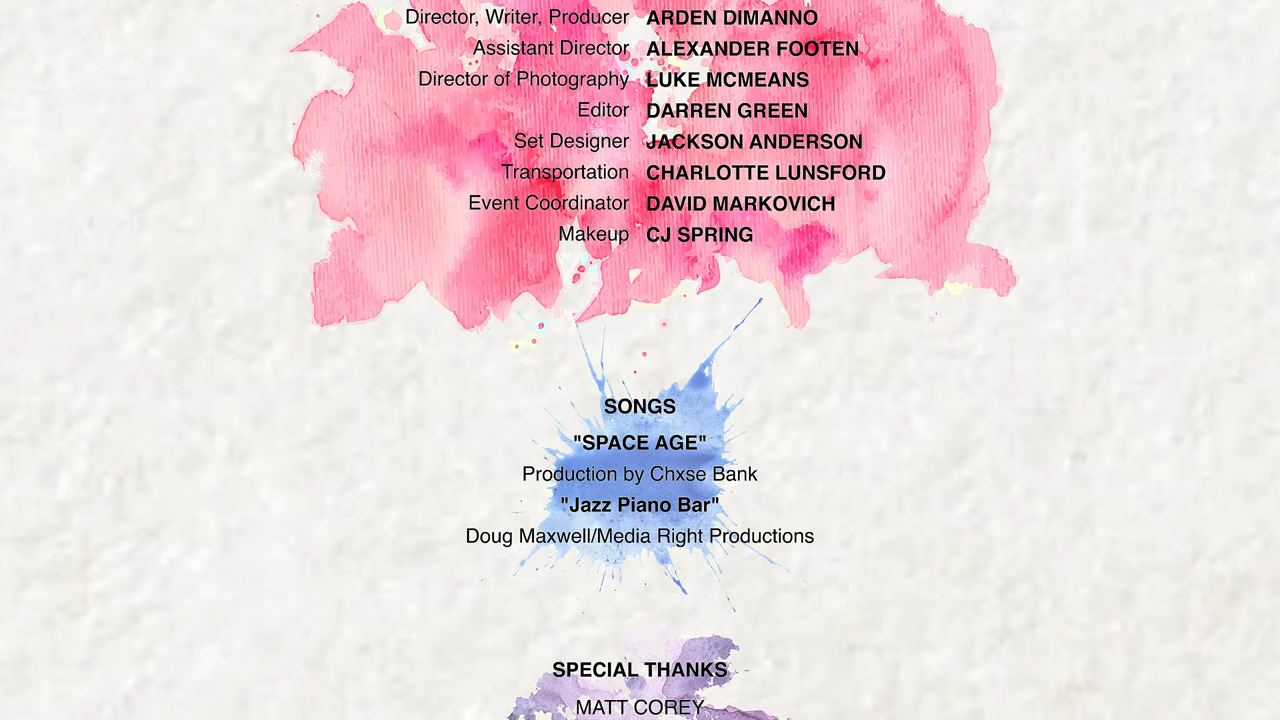 Director, Writer, Producer ARDEN DIMANNO
Assistant Director ALEXANDER FOOTEN
Director of Photography LUKE MCMEANS
Editor DARREN GREEN
Set Designer JACKSON ANDERSON
Transportation CHARLOTTE LUNSFORD
Event Coordinator DAVID MARKOVICH
Makeup CJ SPRING
SONGS
"SPACE AGE"
Production by Chxse Bank
"Jazz Piano Bar"
Doug Maxwell/Media Right Productions
SPECIAL THANKS
MATT COREY